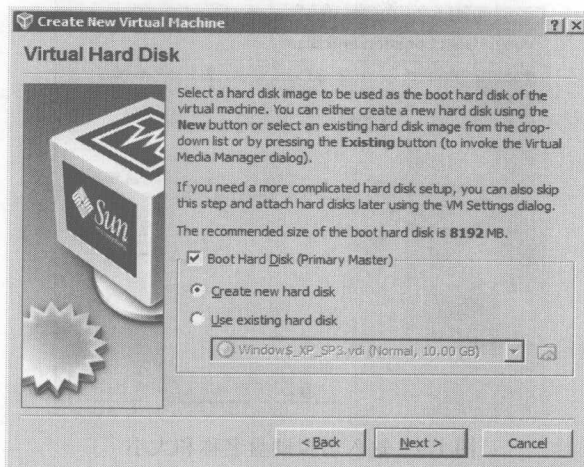 Create New Virtual Machine
Virtual Hard Disk
Select a hard disk image to be used as the boot hard disk of the
virtual machine. You can either create a new hard disk using the
New button or select an existing hard disk image from the drop-
down list or by pressing the Existing button (to invoke the Virtual
Media Manager dialog).
If you need a more complicated hard disk setup, you can also skip
this step and attach hard disks later using the VM Settings dialog.
The recommended size of the boot hard disk is 8192 MB.
Sun
Boot Hard Disk (Primary Master)
Create new hard disk
Use existing hard disk
Windows_XP_SP3.vdi (Normal, 10.00 GB)
< Back
Next >
Cancel